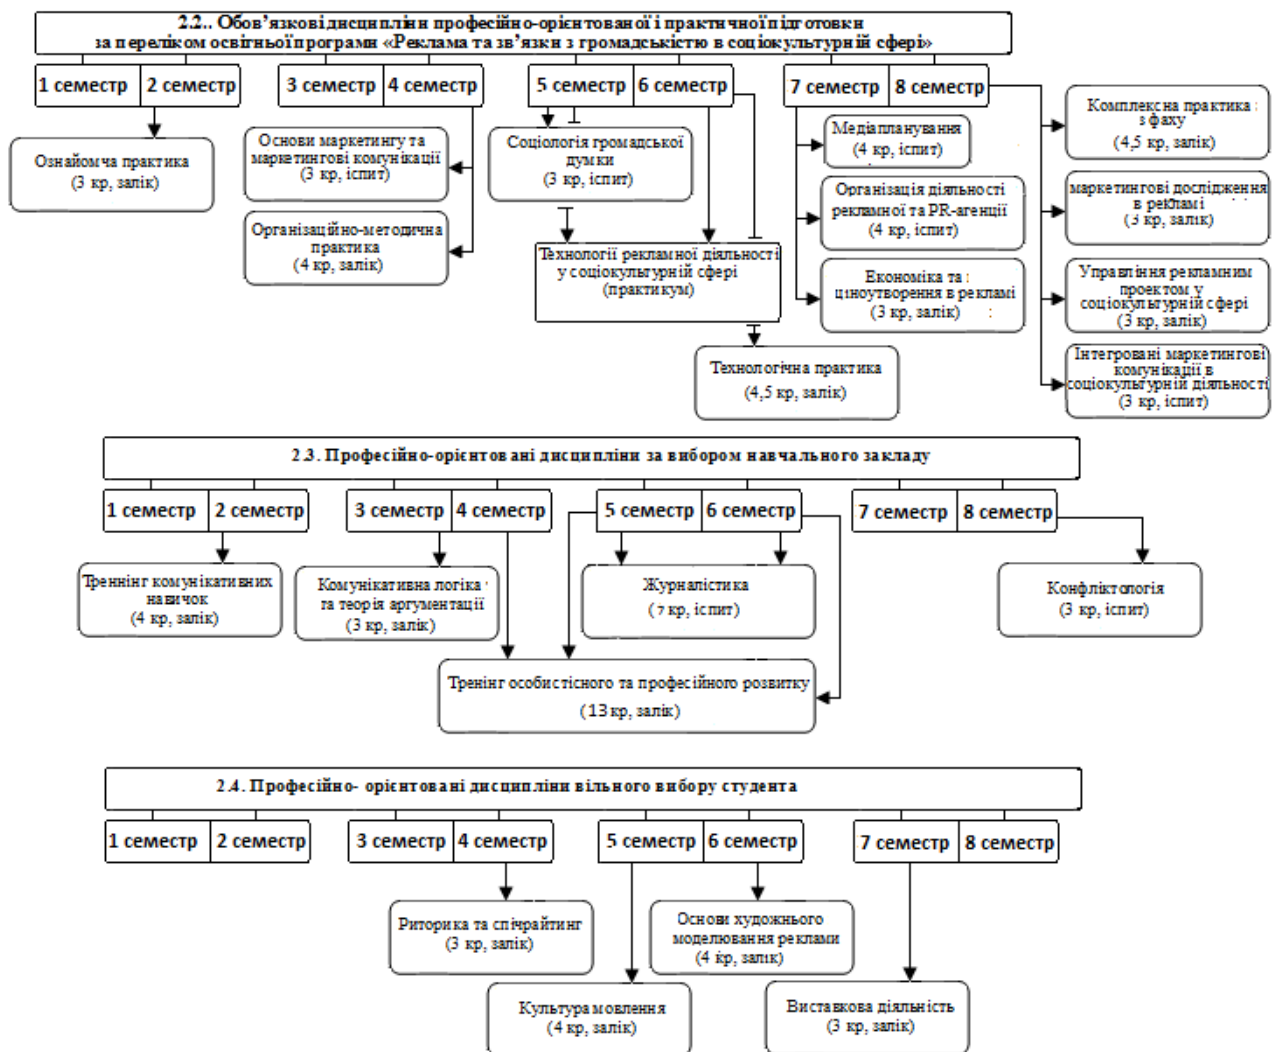 2.2.. Обов’язкові дисципліни професійно-орієнтованої і практичної підготовки
за переліком освітньої програми «Реклама та зв’язки з громадськістю в соціокультурній сфері»
1 семестр 2 семестр 3 семестр 4 семестр 5 семестр 6 семестр 7 семестр 8 семестр
Ознайомча практика
(3 кр, залік)
Основи маркетингу та
маркетингові комунікації
(3 кр, іспит)
Організаційно-методична
практика
(4 кр, залік)
Соціологія громадської
думки
(3 кр, іспит)
Технології рекламної діяльності
у соціокультурній сфері
(практикум)
Технологічна практика
(4,5 кр, залік)
Медіапланування
(4 кр, іспит)
Організація діяльності
рекламної та PR-агенції
(4 кр, іспит)
Економіка та :
ціноутворення в рекламі
(3 кр, залік) :
Комплексна практика :
з фаху
(4,5 кр, залік)
маркетингові дослідження
в рекламі
(3 кр, залік)
Управління рекламним
проектом у
соціокультурній сфері
(3 кр, залік)
Інтегровані маркетингові
комунікації в
соціокультурній діяльності
(3 кр, іспит)
2.3. Професійно-орієнтовані дисципліни за вибором навчального закладу
1 семестр 2 семестр 3 семестр 4 семестр 5 семестр 6 семестр 7 семестр 8 семестр
Треннінг комунікативних
навичок
(4 кр, залік)
Комунікативна логіка
та теорія аргументації
(3 кр, залік)
Журналістика
(7 кр, іспит)
Конфліктологія
(3 кр, іспит)
Тренінг особистісного та професійного розвитку
(13 кр, залік)
2.4. Професійно- орієнтовані дисципліни вільного вибору студента
1 семестр 2 семестр 3 семестр 4 семестр 5 семестр 6 семестр 7 семестр 8 семестр
Риторика та спічрайтинг
(3 кр, залік)
Основи художнього
моделювання реклами
(4 кр, залік)
Культура мовлення
(4 кр, залік)
Виставкова діяльність
(3 кр, залік)